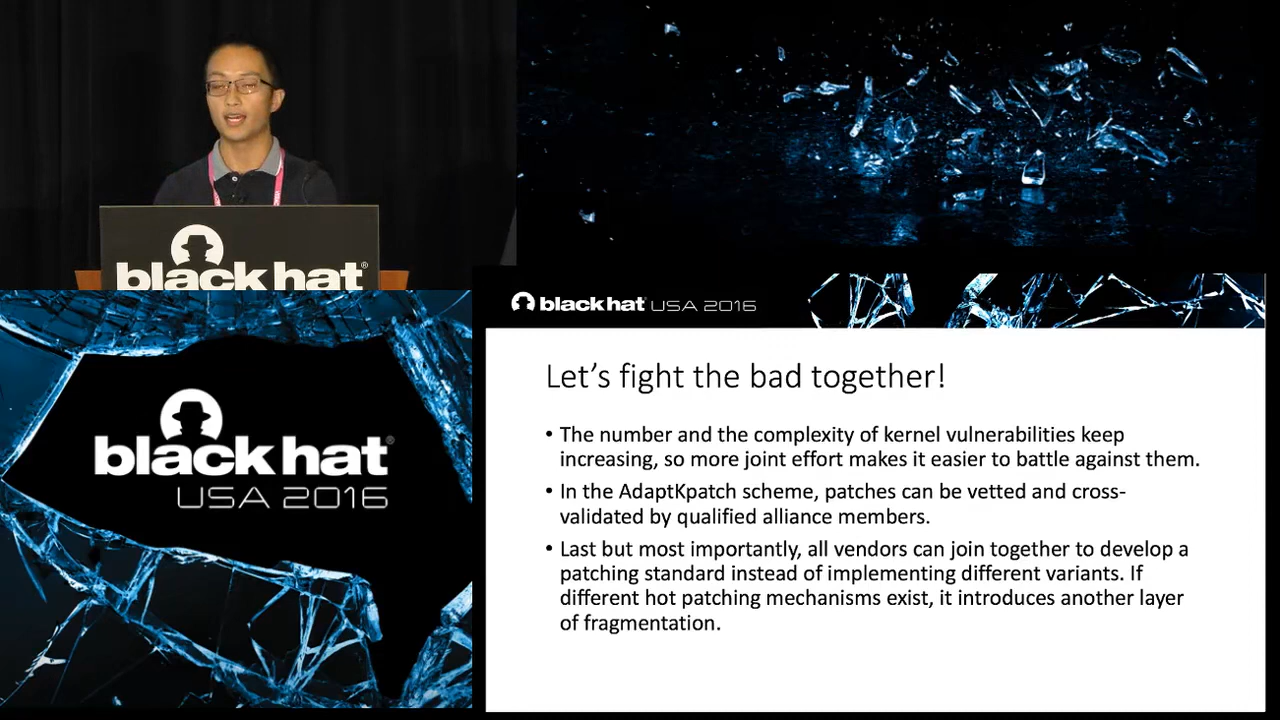 black hat®
black hat®
USA 2016
black hat USA 2016
Let's fight the bad together!
• The number and the complexity of kernel vulnerabilities keep
increasing, so more joint effort makes it easier to battle against them.
• In the AdaptKpatch scheme, patches can be vetted and cross-
validated by qualified alliance members.
• Last but most importantly, all vendors can join together to develop a
patching standard instead of implementing different variants. If
different hot patching mechanisms exist, it introduces another layer
of fragmentation.